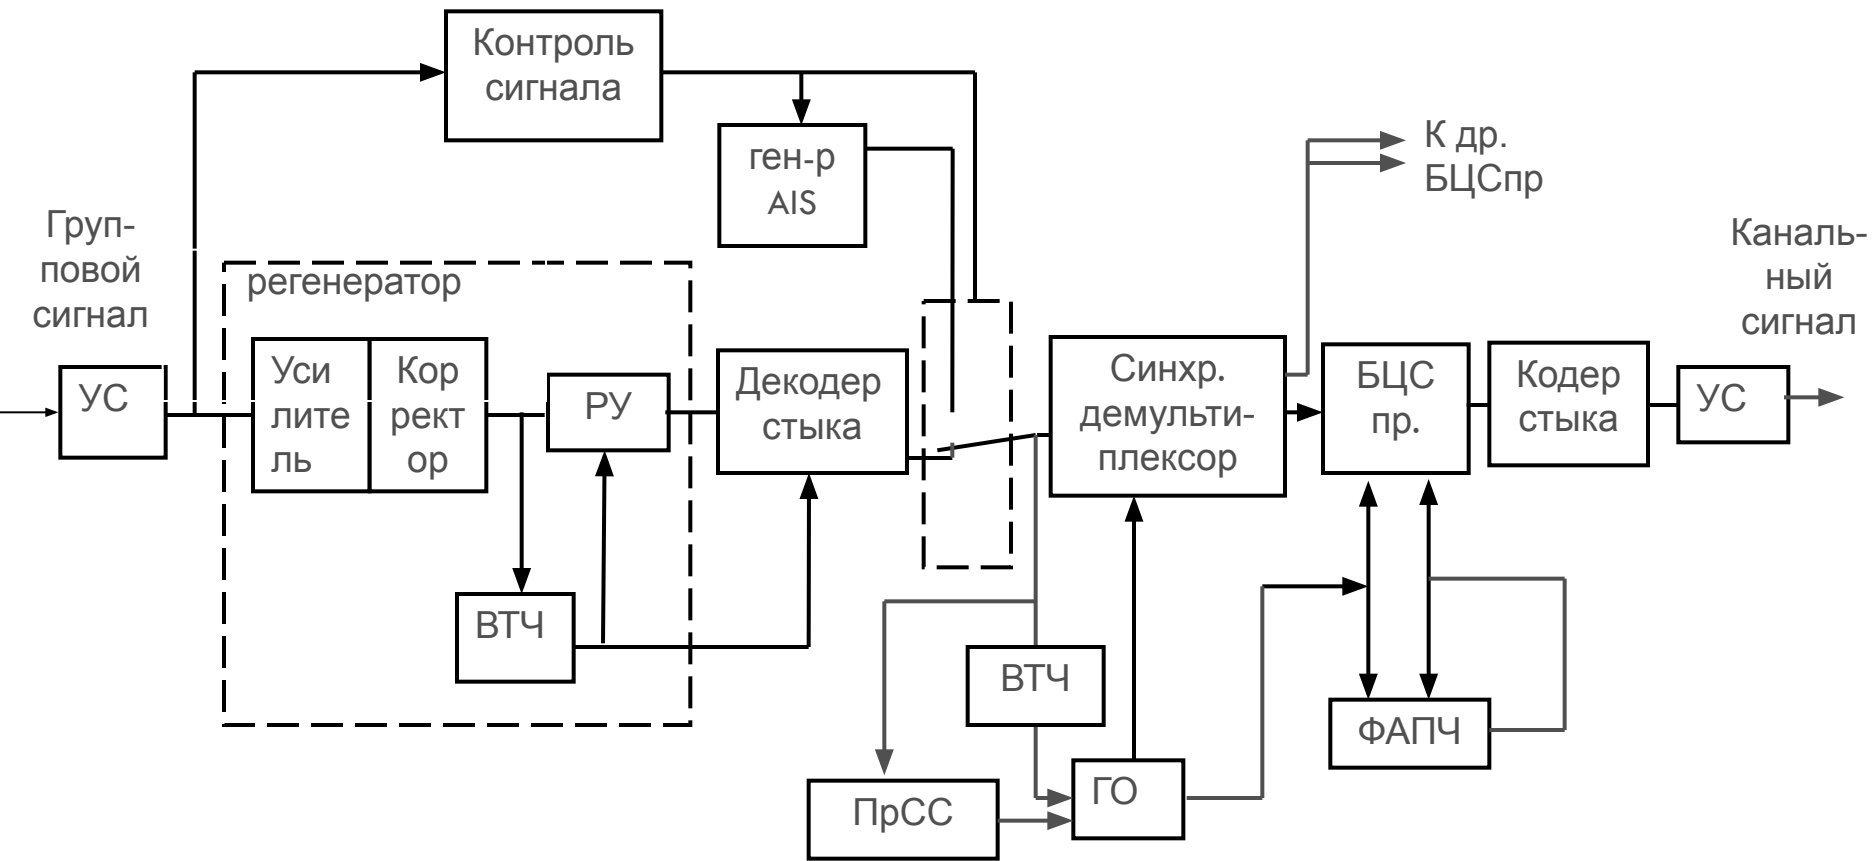 Контроль
сигнала
ген-р
AIS
К др.
БЦСпр
Груп-
повой
сигнал
Каналь-
ный
сигнал
регенератор
УС
Уси
лите
ль
Кор
рект
ор
РУ
Декодер
стыка
Синхр.
демульти-
плексор
БЦС
пр.
Кодер
стыка
УС
ВТЧ
ВТЧ
ФАПЧ
ПрСС
ГО